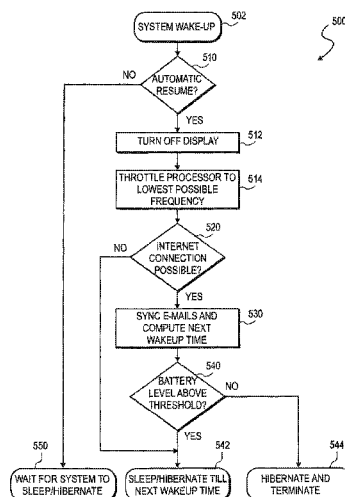 500
SYSTEM WAKE-UP
502
510
NO
AUTOMATIC
RESUME?
YES
TURN OFF DISPLAY
512
THROTTLE PROCESSOR TO
LOWEST POSSIBLE
FREQUENCY
514
520
NO
INTERNET
CONNECTION
POSSIBLE?
YES
SYNC E-MAILS AND
COMPUTE NEXT
WAKEUP TIME
530
540
BATTERY
LEVEL ABOVE
THRESHOLD?
NO
YES
550
WAIT FOR SYSTEM TO
SLEEP/HIBERNATE
542
SLEEP/HIBERNATE TILL
NEXT WAKEUP TIME
544
HIBERNATE AND
TERMINATE